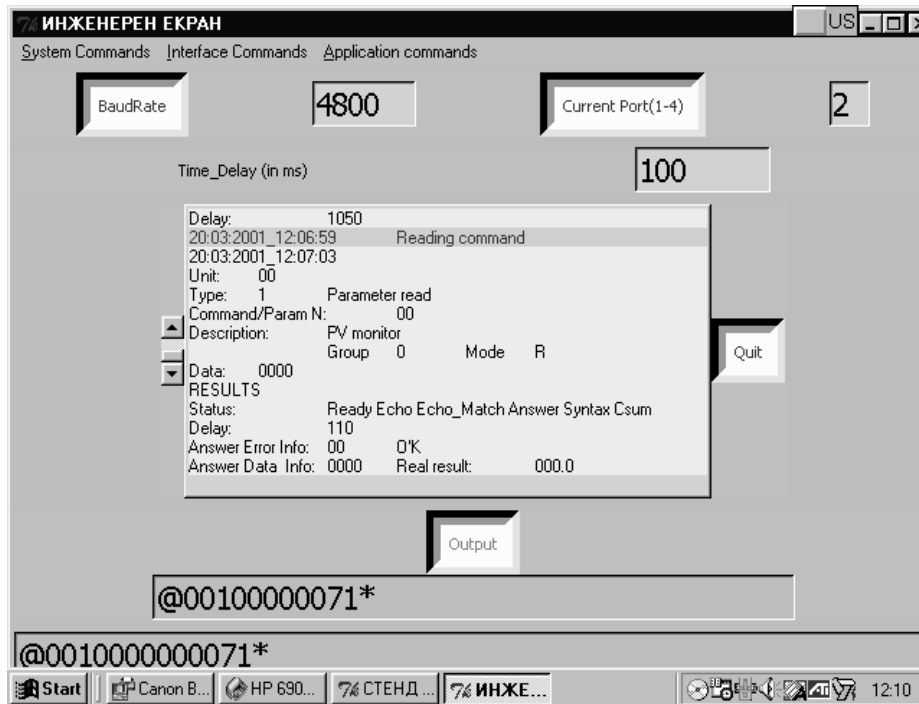 ИНЖЕНЕРЕН ЕКРАН US
System Commands Interface Commands Application commands
BaudRate 4800 Current Port(1-4) 2
Time_Delay (in ms) 100
Delay: 1050
20:03:2001_12:06:59 Reading command
20:03:2001_12:07:03
Unit: 00
Type: 1 Parameter read
Command/Param N: 00
Description: PV monitor
Group 0 Mode R
Data: 0000
RESULTS
Status: Ready Echo Echo_Match Answer Syntax Csum
Delay: 110
Answer Error Info: 00 O'K
Answer Data Info: 0000 Real result: 000.0
Quit
Output
@00100000071*
@0010000000071*
Start Canon B... HP 690... СТЕНД ... ИНЖЕ... 12:10